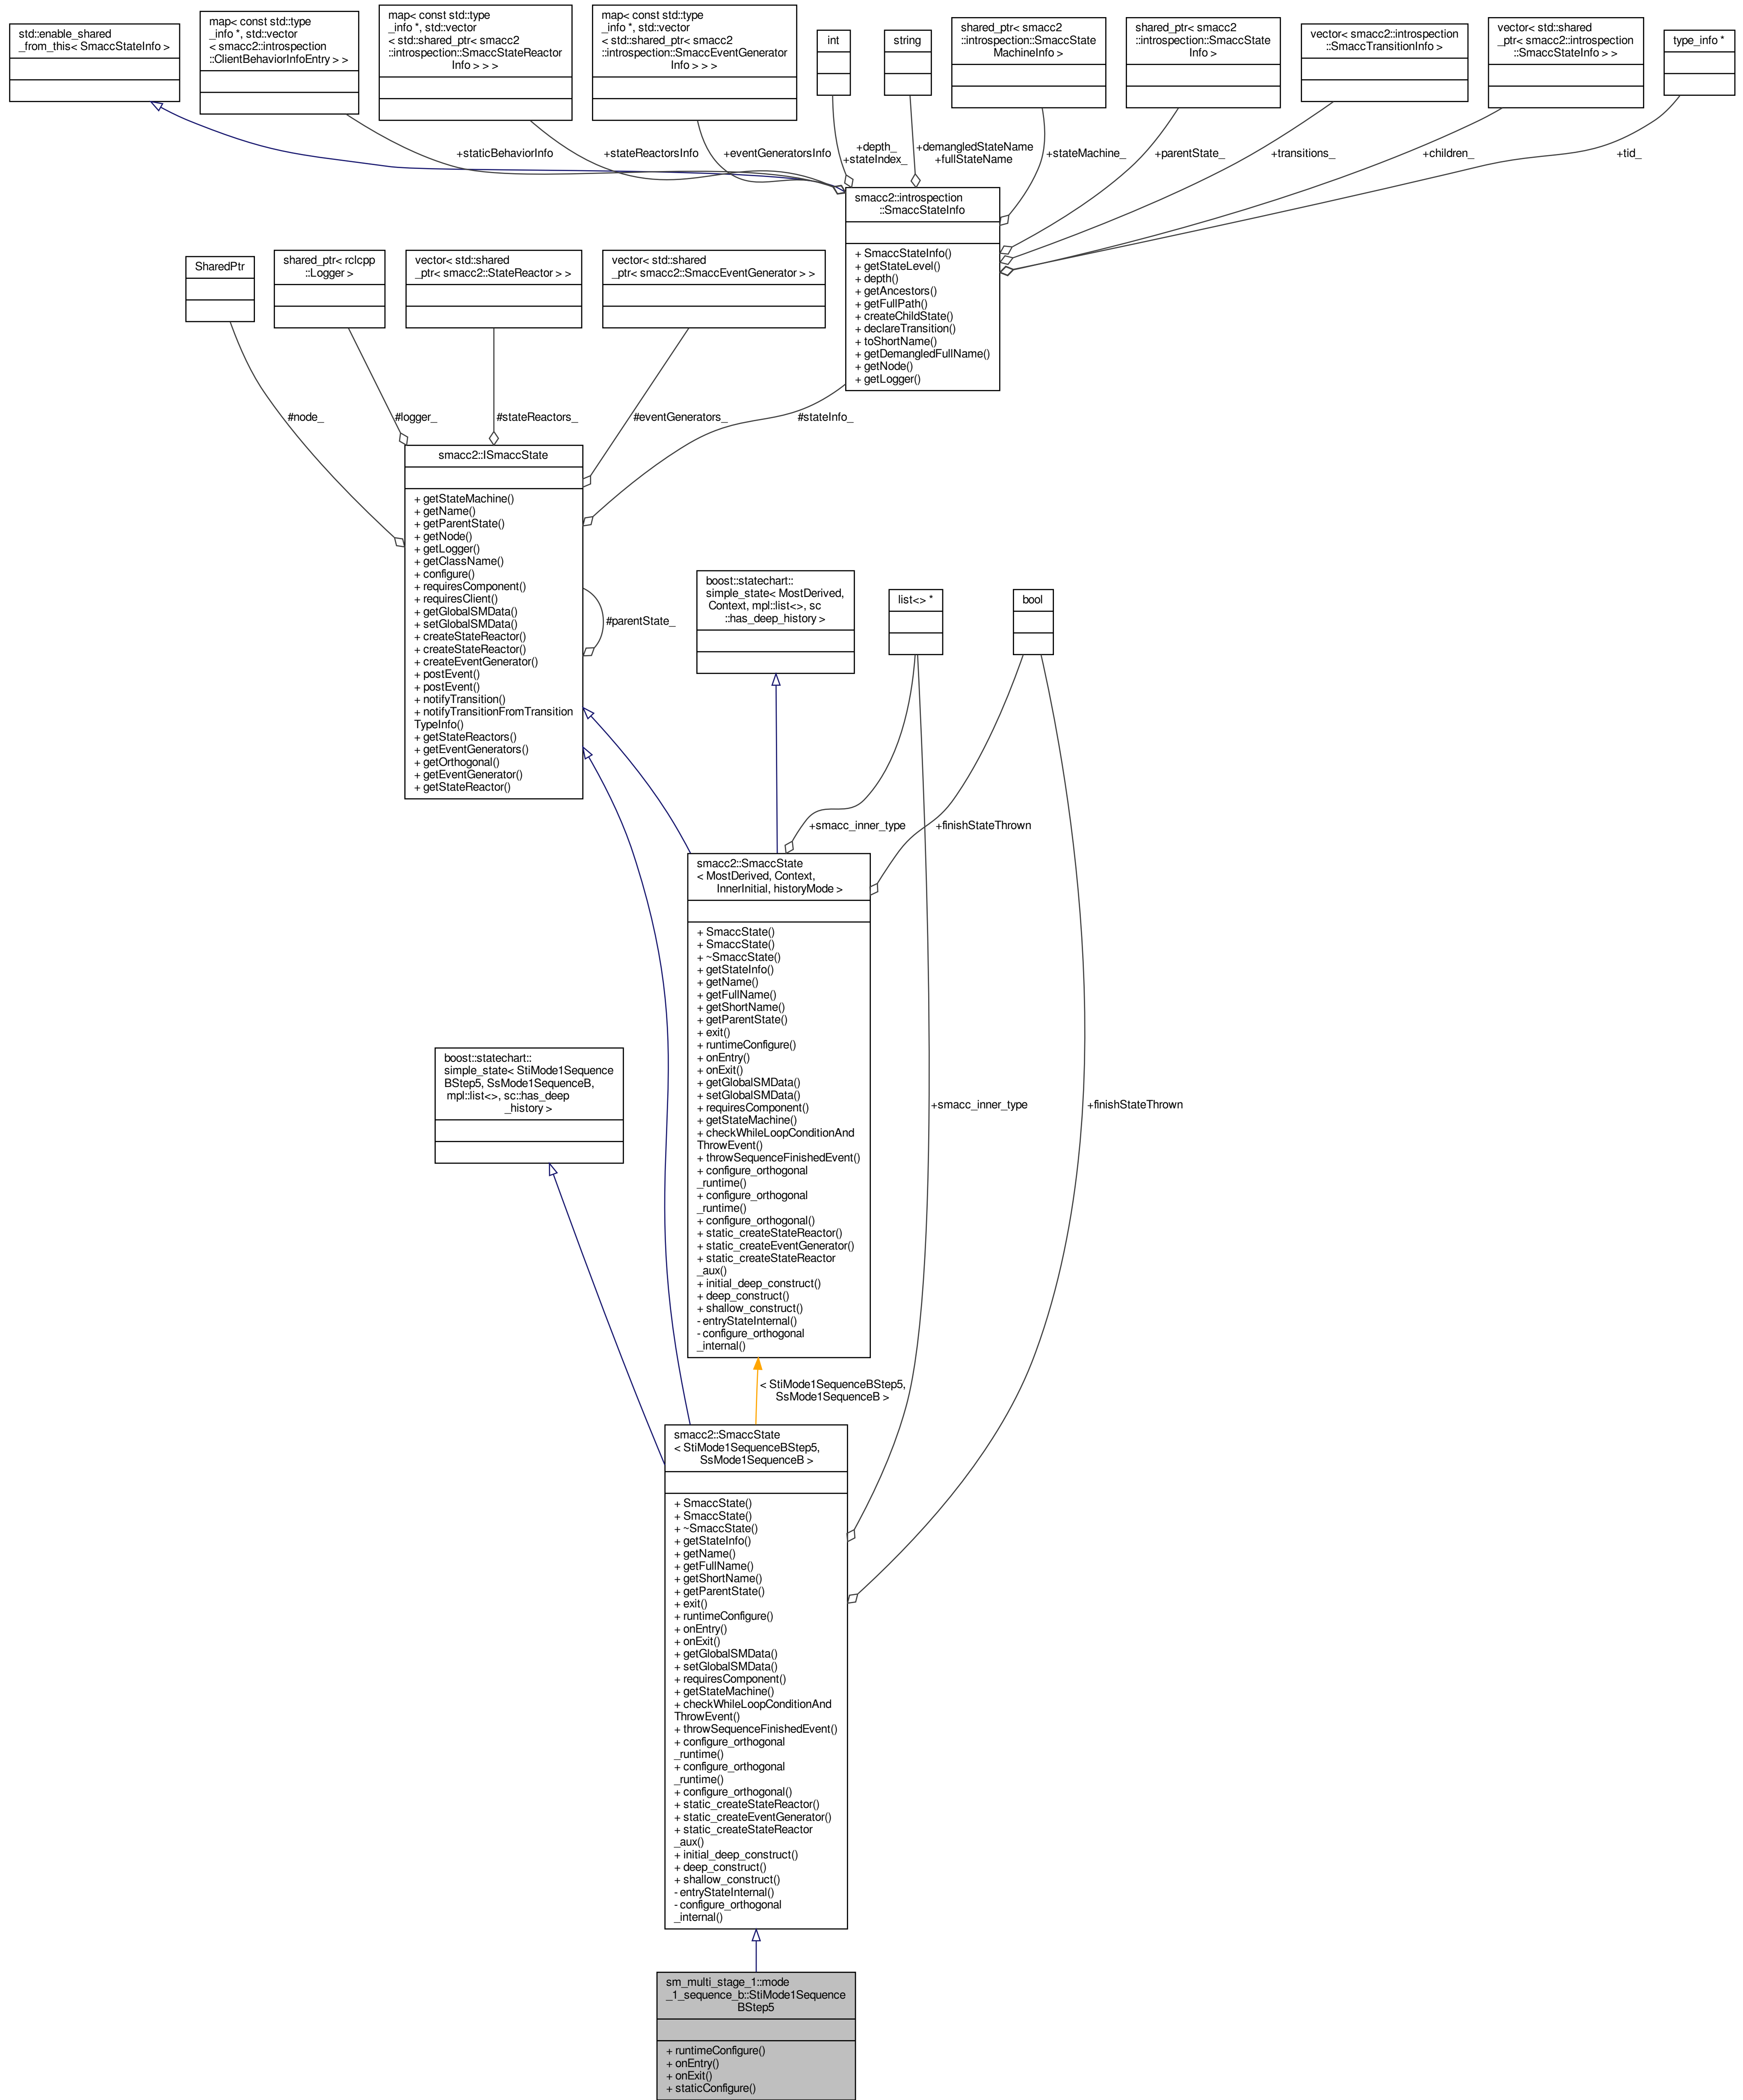 std::enable_shared
_from_this< SmaccStateInfo >
map< const std::type
_info *, std::vector
< smacc2::introspection
::ClientBehaviorInfoEntry > >
map< const std::type
_info *, std::vector
< std::shared_ptr< smacc2
::introspection::SmaccStateReactor
Info > > >
map< const std::type
_info *, std::vector
< std::shared_ptr< smacc2
::introspection::SmaccEventGenerator
Info > > >
int
string
shared_ptr< smacc2
::introspection::SmaccState
MachineInfo >
shared_ptr< smacc2
::introspection::SmaccState
Info >
vector< smacc2::introspection
::SmaccTransitionInfo >
vector< std::shared
_ptr< smacc2::introspection
::SmaccStateInfo > >
type_info *
+staticBehaviorInfo
+stateReactorsInfo
+eventGeneratorsInfo
+depth_
+stateIndex_
+demangledStateName
+fullStateName
+stateMachine_
+parentState_
+transitions_
+children_
+tid_
smacc2::introspection
::SmaccStateInfo
+ SmaccStateInfo()
+ getStateLevel()
+ depth()
+ getAncestors()
+ getFullPath()
+ createChildState()
+ declareTransition()
+ toShortName()
+ getDemangledFullName()
+ getNode()
+ getLogger()
SharedPtr
shared_ptr< rclcpp
::Logger >
vector< std::shared
_ptr< smacc2::StateReactor > >
vector< std::shared
_ptr< smacc2::SmaccEventGenerator > >
#node_
#logger_
#stateReactors_
#eventGenerators_
#stateInfo_
smacc2::ISmaccState
+ getStateMachine()
+ getName()
+ getParentState()
+ getNode()
+ getLogger()
+ getClassName()
+ configure()
+ requiresComponent()
+ requiresClient()
+ getGlobalSMData()
+ setGlobalSMData()
+ createStateReactor()
+ createStateReactor()
+ createEventGenerator()
+ postEvent()
+ postEvent()
+ notifyTransition()
+ notifyTransitionFromTransition
TypeInfo()
+ getStateReactors()
+ getEventGenerators()
+ getOrthogonal()
+ getEventGenerator()
+ getStateReactor()
#parentState_
boost::statechart::
simple_state< MostDerived,
Context, mpl::list<>, sc
::has_deep_history >
list<> *
bool
+smacc_inner_type
+finishStateThrown
smacc2::SmaccState
< MostDerived, Context,
InnerInitial, historyMode >
+ SmaccState()
+ SmaccState()
+ ~SmaccState()
+ getStateInfo()
+ getName()
+ getFullName()
+ getShortName()
+ getParentState()
+ exit()
+ runtimeConfigure()
+ onEntry()
+ onExit()
+ getGlobalSMData()
+ setGlobalSMData()
+ requiresComponent()
+ getStateMachine()
+ checkWhileLoopConditionAnd
ThrowEvent()
+ throwSequenceFinishedEvent()
+ configure_orthogonal
_runtime()
+ configure_orthogonal
_runtime()
+ configure_orthogonal()
+ static_createStateReactor()
+ static_createEventGenerator()
+ static_createStateReactor
_aux()
+ initial_deep_construct()
+ deep_construct()
+ shallow_construct()
- entryStateInternal()
- configure_orthogonal
_internal()
boost::statechart::
simple_state< StiMode1Sequence
BStep5, SsMode1SequenceB,
mpl::list<>, sc::has_deep
_history >
+smacc_inner_type
+finishStateThrown
< StiMode1SequenceBStep5,
SsMode1SequenceB >
smacc2::SmaccState
< StiMode1SequenceBStep5,
SsMode1SequenceB >
+ SmaccState()
+ SmaccState()
+ ~SmaccState()
+ getStateInfo()
+ getName()
+ getFullName()
+ getShortName()
+ getParentState()
+ exit()
+ runtimeConfigure()
+ onEntry()
+ onExit()
+ getGlobalSMData()
+ setGlobalSMData()
+ requiresComponent()
+ getStateMachine()
+ checkWhileLoopConditionAnd
ThrowEvent()
+ throwSequenceFinishedEvent()
+ configure_orthogonal
_runtime()
+ configure_orthogonal
_runtime()
+ configure_orthogonal()
+ static_createStateReactor()
+ static_createEventGenerator()
+ static_createStateReactor
_aux()
+ initial_deep_construct()
+ deep_construct()
+ shallow_construct()
- entryStateInternal()
- configure_orthogonal
_internal()
sm_multi_stage_1::mode
_1_sequence_b::StiMode1Sequence
BStep5
+ runtimeConfigure()
+ onEntry()
+ onExit()
+ staticConfigure()